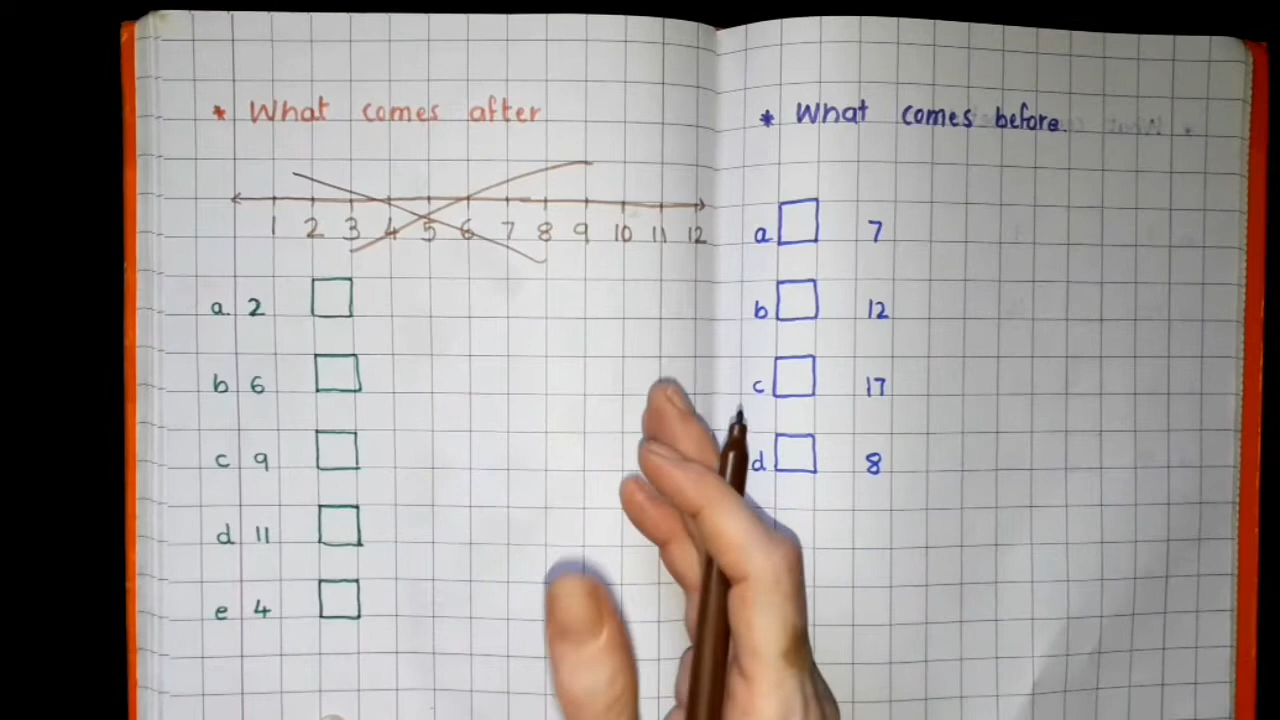 * What comes after
1 2 3 4 5 6 7 8 9 10 11 12
a 2
b 6
c 9
d 11
e 4
* What comes before
a 7
b 12
c 17
d 8